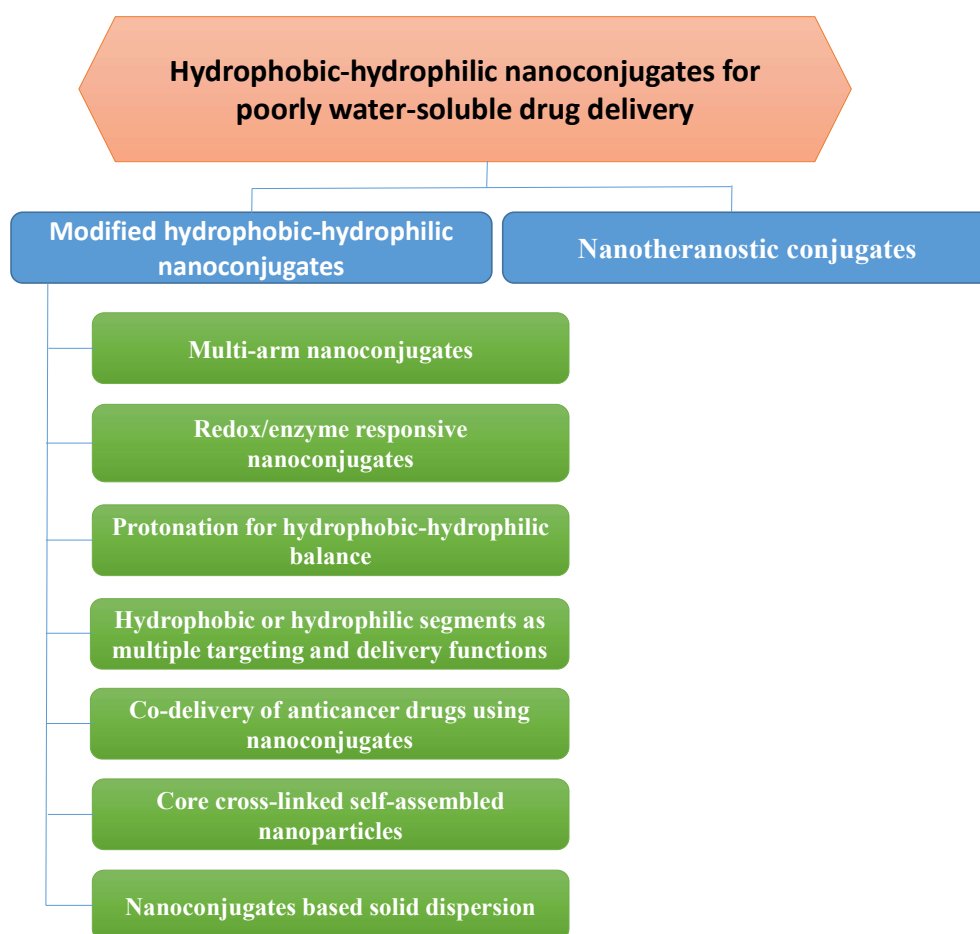 Hydrophobic-hydrophilic nanoconjugates for
poorly water-soluble drug delivery
Modified hydrophobic-hydrophilic
nanoconjugates
Nanotheranostic conjugates
Multi-arm nanoconjugates
Redox/enzyme responsive
nanoconjugates
Protonation for hydrophobic-hydrophilic
balance
Hydrophobic or hydrophilic segments as
multiple targeting and delivery functions
Co-delivery of anticancer drugs using
nanoconjugates
Core cross-linked self-assembled
nanoparticles
Nanoconjugates based solid dispersion